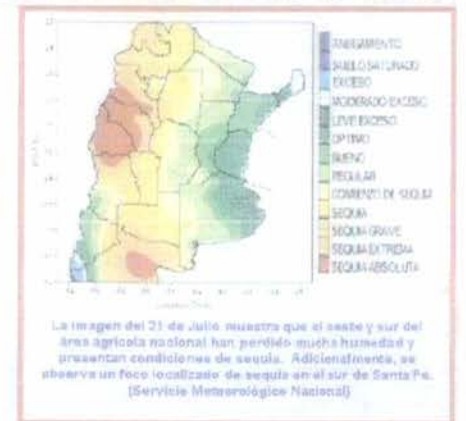 ANEGAMIENTO
SUELO SATURADO
EXCESO
MODERADO EXCESO
LEVE EXCESO
OPTIMO
BUENO
REGULAR
COMIENZO DE SEQUIA
SEQUIA
SEQUIA GRAVE
SEQUIA EXTREMA
SEQUIA ABSOLUTA
La imagen del 21 de Julio muestra que el oeste y sur del
área agrícola nacional han perdido mucha humedad y
presentan condiciones de sequía. Adicionalmente, se
observa un foco localizado de sequía en el sur de Santa Fe.
(Servicio Meteorológico Nacional)